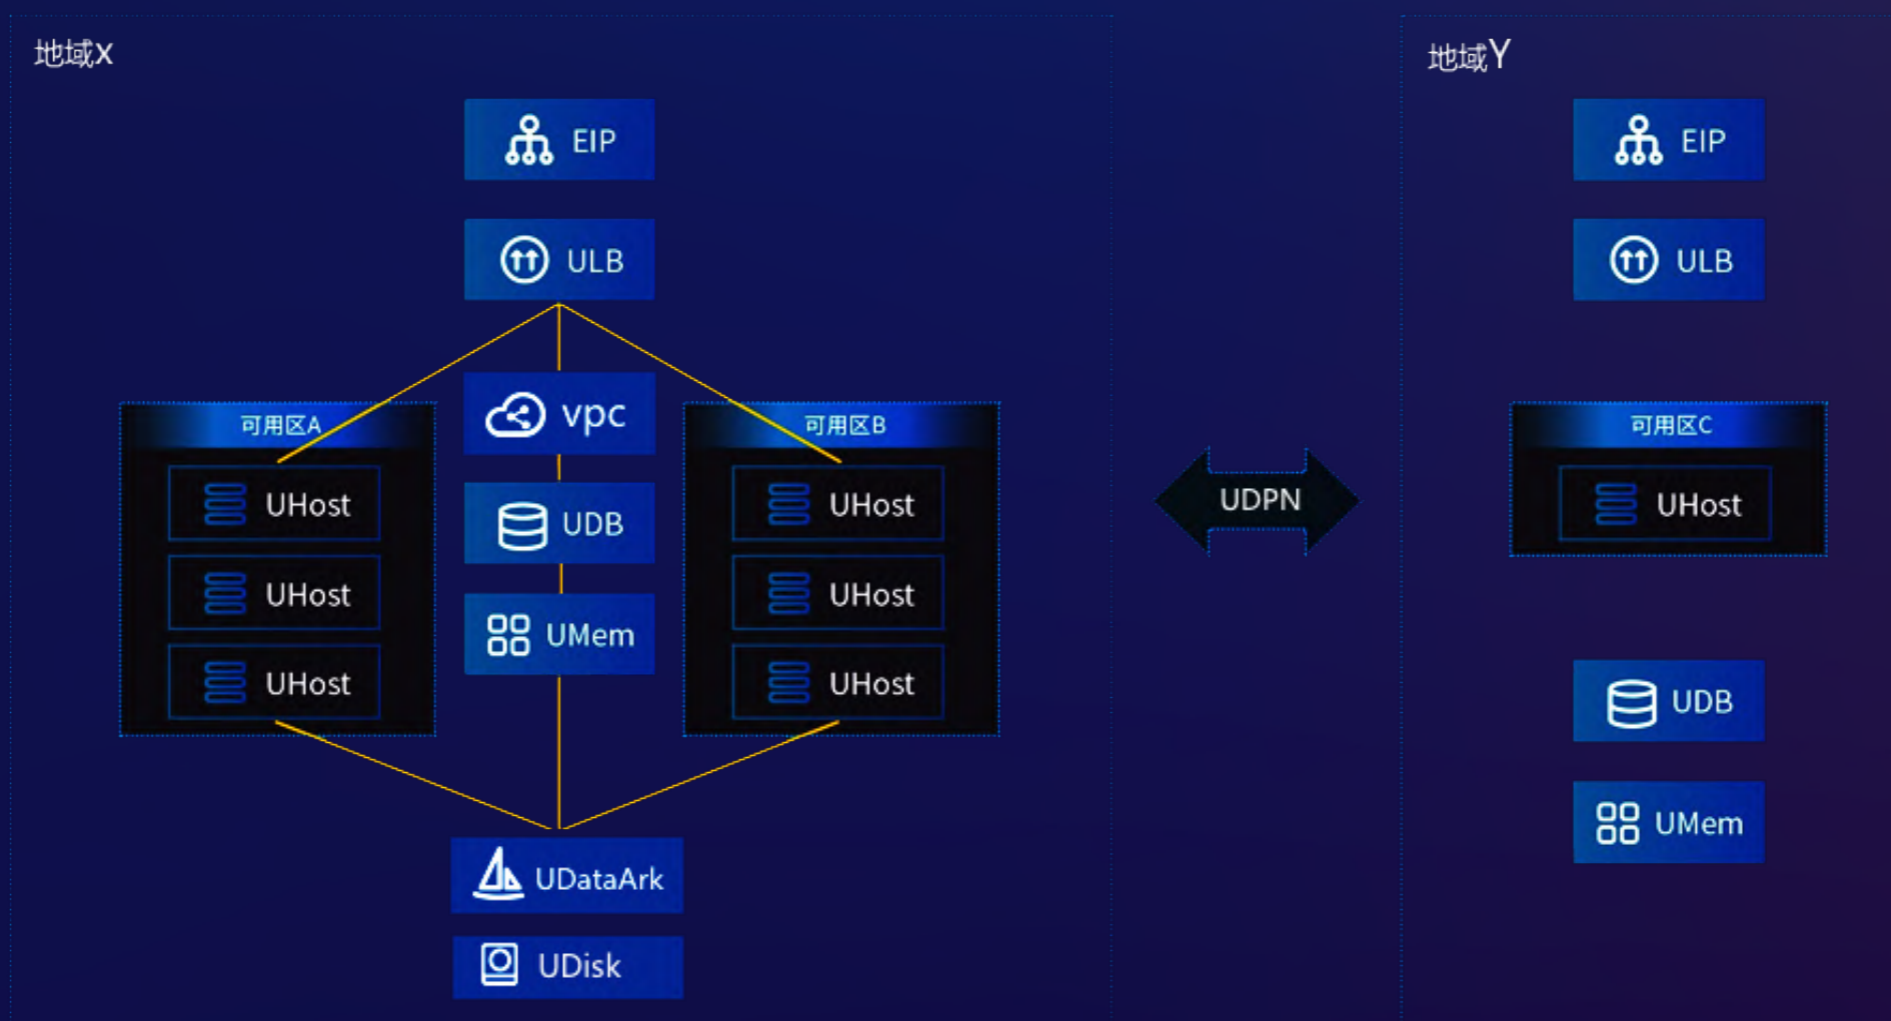 地域X
EIP
ULB
可用区A
UHost
UHost
UHost
vpc
UDB
UMem
可用区B
UHost
UHost
UHost
UDataArk
UDisk
UDPN
地域Y
EIP
ULB
可用区C
UHost
UDB
UMem